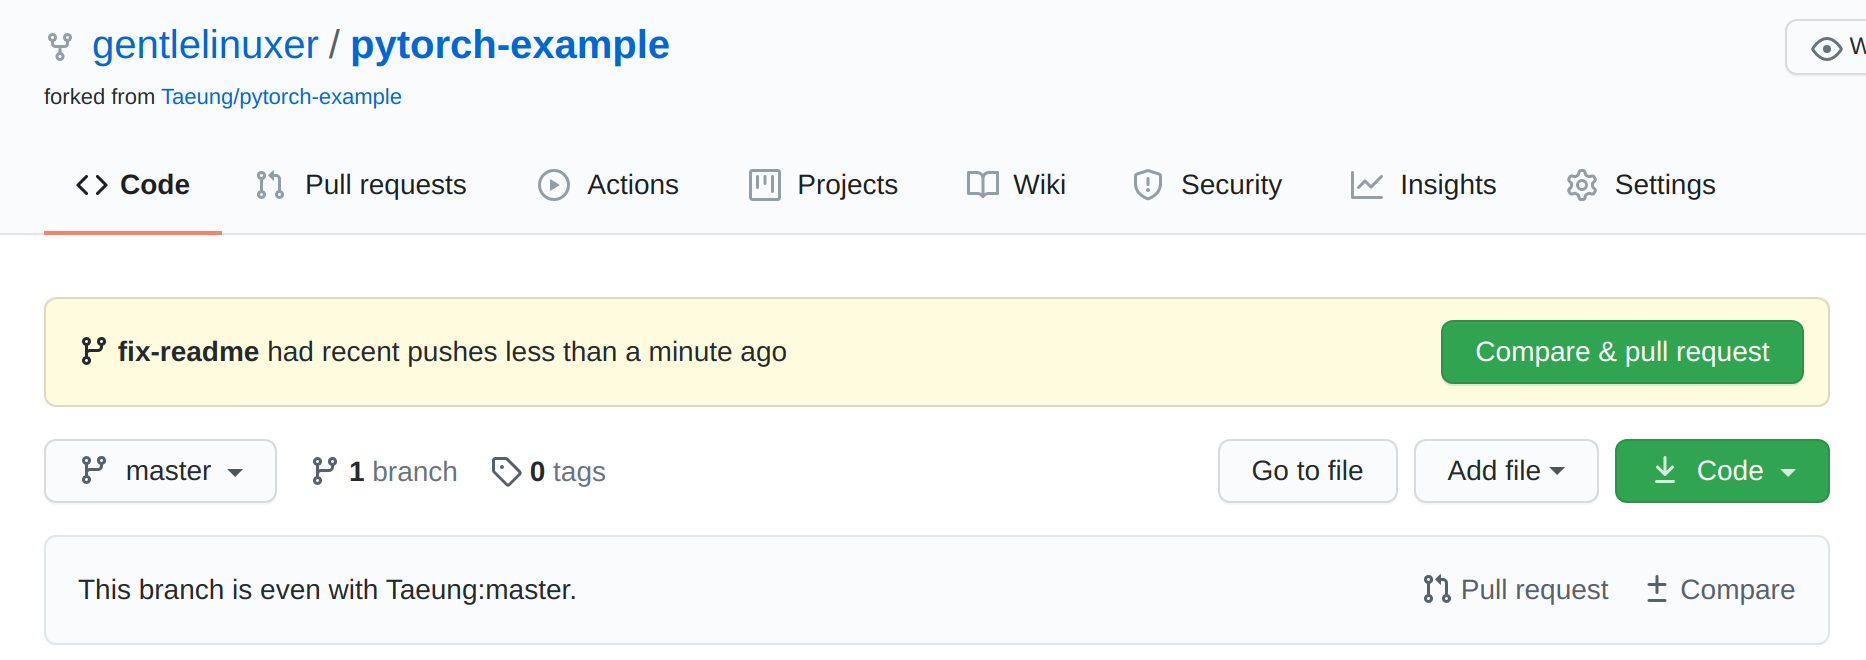 gentlelinuxer / pytorch-example
W
forked from Taeung/pytorch-example
Code Pull requests Actions Projects Wiki Security Insights Settings
fix-readme had recent pushes less than a minute ago Compare & pull request
master 1 branch 0 tags Go to file Add file Code
This branch is even with Taeung:master. Pull request Compare